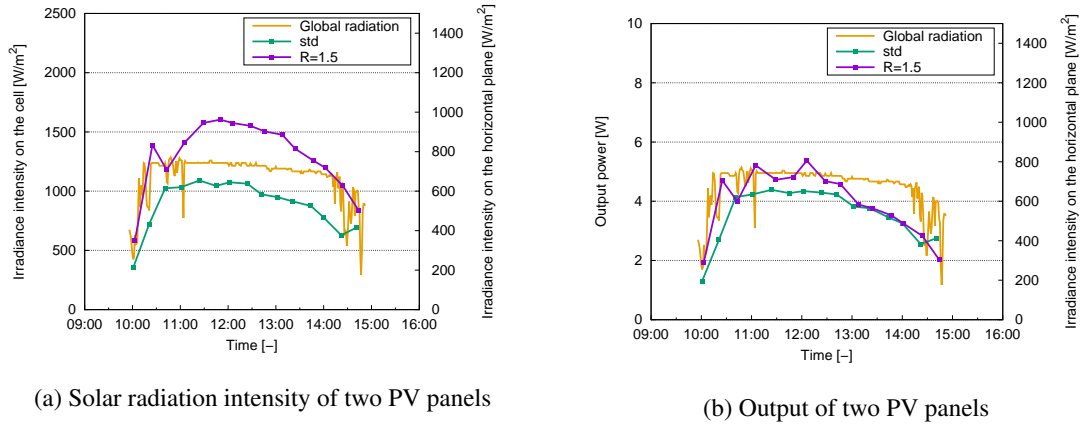 2500
2000
1500
1000
500
0
Irradiance intensity on the cell [W/m²]
Global radiation
std
R=1.5
1400
1200
1000
800
600
400
200
0
Irradiance intensity on the horizontal plane [W/m²]
09:00 10:00 11:00 12:00 13:00 14:00 15:00 16:00
Time [−]
(a) Solar radiation intensity of two PV panels
10
8
6
4
2
0
Output power [W]
Global radiation
std
R=1.5
1400
1200
1000
800
600
400
200
0
Irradiance intensity on the horizontal plane [W/m²]
09:00 10:00 11:00 12:00 13:00 14:00 15:00 16:00
Time [−]
(b) Output of two PV panels